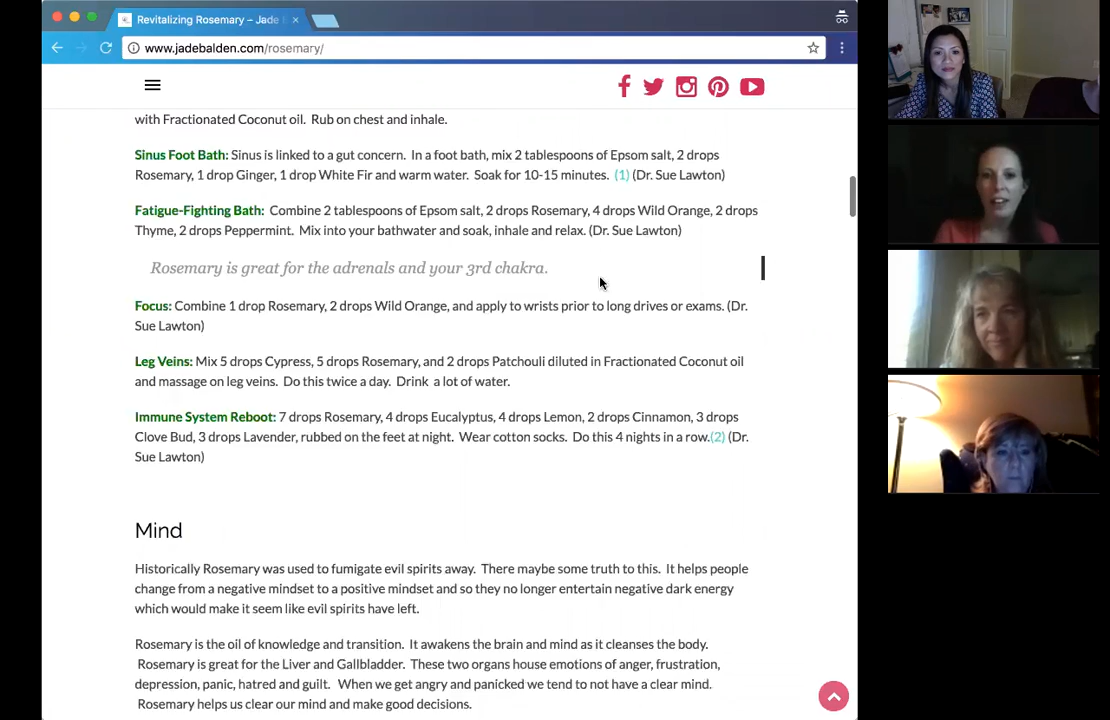 Revitalizing Rosemary – Jade
www.jadebalden.com/rosemary/
with Fractionated Coconut oil.  Rub on chest and inhale.
Sinus Foot Bath: Sinus is linked to a gut concern.  In a foot bath, mix 2 tablespoons of Epsom salt, 2 drops
Rosemary, 1 drop Ginger, 1 drop White Fir and warm water.  Soak for 10-15 minutes.  (1) (Dr. Sue Lawton)
Fatigue-Fighting Bath:  Combine 2 tablespoons of Epsom salt, 2 drops Rosemary, 4 drops Wild Orange, 2 drops
Thyme, 2 drops Peppermint.  Mix into your bathwater and soak, inhale and relax. (Dr. Sue Lawton)
Rosemary is great for the adrenals and your 3rd chakra.
Focus: Combine 1 drop Rosemary, 2 drops Wild Orange, and apply to wrists prior to long drives or exams. (Dr.
Sue Lawton)
Leg Veins: Mix 5 drops Cypress, 5 drops Rosemary, and 2 drops Patchouli diluted in Fractionated Coconut oil
and massage on leg veins.  Do this twice a day.  Drink  a lot of water.
Immune System Reboot: 7 drops Rosemary, 4 drops Eucalyptus, 4 drops Lemon, 2 drops Cinnamon, 3 drops
Clove Bud, 3 drops Lavender, rubbed on the feet at night.  Wear cotton socks.  Do this 4 nights in a row.(2) (Dr.
Sue Lawton)
Mind
Historically Rosemary was used to fumigate evil spirits away.  There maybe some truth to this.  It helps people
change from a negative mindset to a positive mindset and so they no longer entertain negative dark energy
which would make it seem like evil spirits have left.
Rosemary is the oil of knowledge and transition.  It awakens the brain and mind as it cleanses the body.
Rosemary is great for the Liver and Gallbladder.  These two organs house emotions of anger, frustration,
depression, panic, hatred and guilt.   When we get angry and panicked we tend to not have a clear mind.
Rosemary helps us clear our mind and make good decisions.